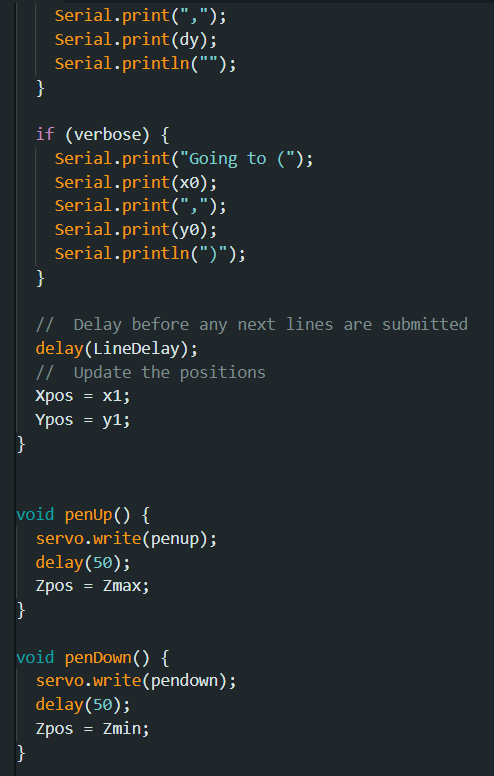 Serial.print(",");
    Serial.print(dy);
    Serial.println("");
  }

  if (verbose) {
    Serial.print("Going to (");
    Serial.print(x0);
    Serial.print(",");
    Serial.print(y0);
    Serial.println(")");
  }

  //  Delay before any next lines are submitted
  delay(LineDelay);
  //  Update the positions
  Xpos = x1;
  Ypos = y1;
}


void penUp() {
  servo.write(penup);
  delay(50);
  Zpos = Zmax;
}

void penDown() {
  servo.write(pendown);
  delay(50);
  Zpos = Zmin;
}